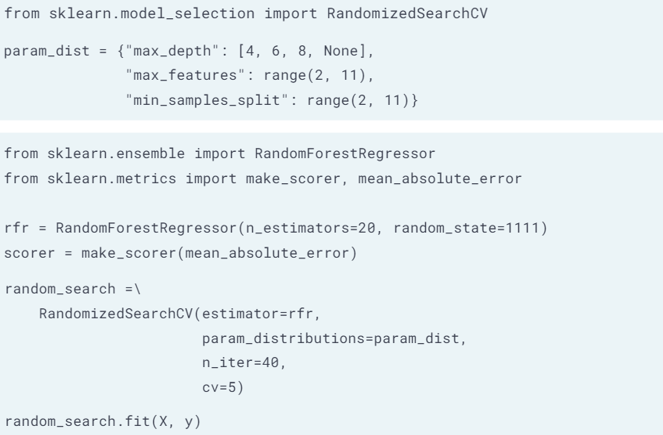 from sklearn.model_selection import RandomizedSearchCV
param_dist = {"max_depth": [4, 6, 8, None],
              "max_features": range(2, 11),
              "min_samples_split": range(2, 11)}
from sklearn.ensemble import RandomForestRegressor
from sklearn.metrics import make_scorer, mean_absolute_error
rfr = RandomForestRegressor(n_estimators=20, random_state=1111)
scorer = make_scorer(mean_absolute_error)
random_search =\
    RandomizedSearchCV(estimator=rfr,
                       param_distributions=param_dist,
                       n_iter=40,
                       cv=5)
random_search.fit(X, y)